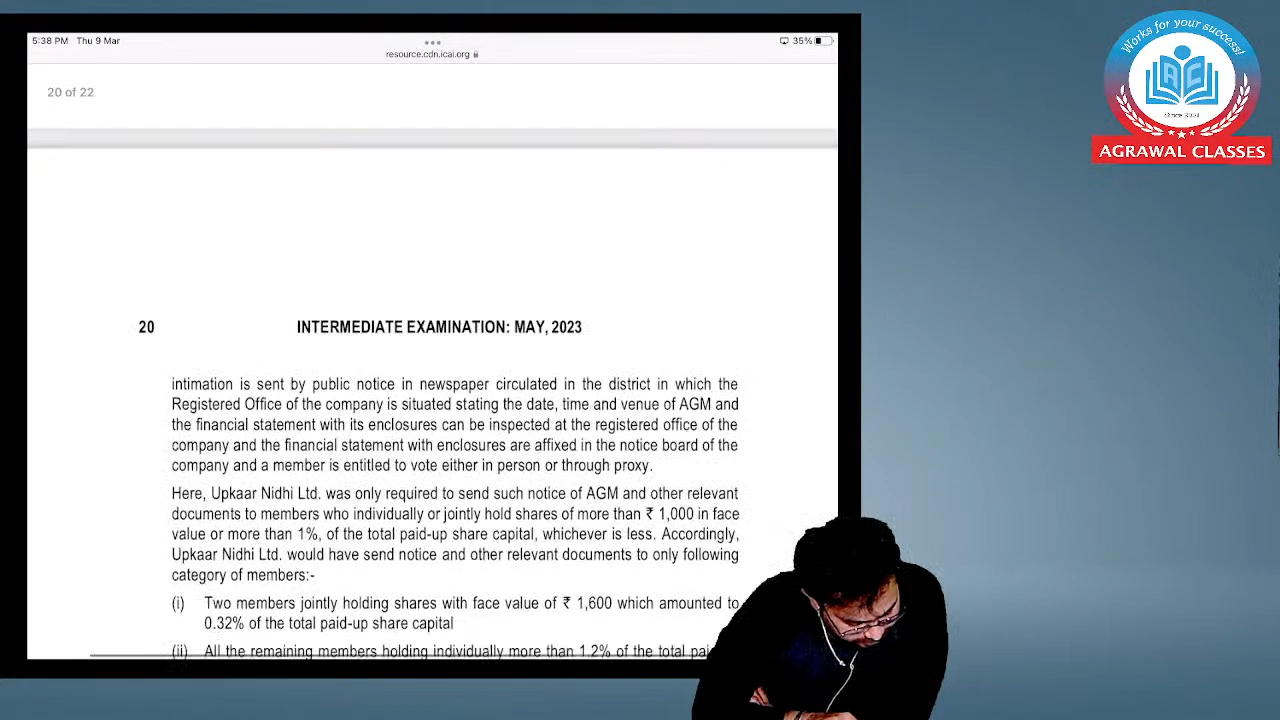 5:38 PM Thu 9 Mar
resource.cdn.icai.org
35%
20 of 22
Works for your success!
AC
Since 2001
AGRAWAL CLASSES
20 INTERMEDIATE EXAMINATION: MAY, 2023
intimation is sent by public notice in newspaper circulated in the district in which the
Registered Office of the company is situated stating the date, time and venue of AGM and
the financial statement with its enclosures can be inspected at the registered office of the
company and the financial statement with enclosures are affixed in the notice board of the
company and a member is entitled to vote either in person or through proxy.
Here, Upkaar Nidhi Ltd. was only required to send such notice of AGM and other relevant
documents to members who individually or jointly hold shares of more than ₹ 1,000 in face
value or more than 1%, of the total paid-up share capital, whichever is less. Accordingly,
Upkaar Nidhi Ltd. would have send notice and other relevant documents to only following
category of members:-
(i) Two members jointly holding shares with face value of ₹ 1,600 which amounted to
0.32% of the total paid-up share capital
(ii) All the remaining members holding individually more than 1.2% of the total